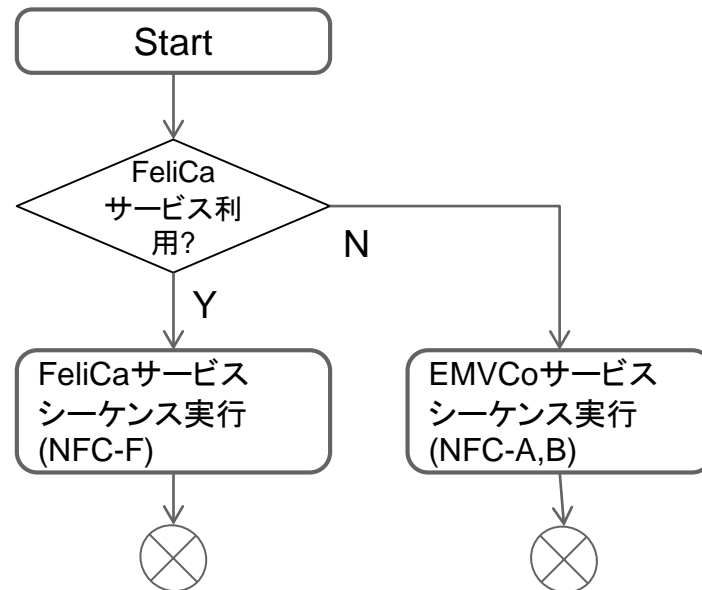 Start
FeliCa
サービス利
用?
N
Y
FeliCaサービス
シーケンス実行
(NFC-F)
EMVCoサービス
シーケンス実行
(NFC-A,B)